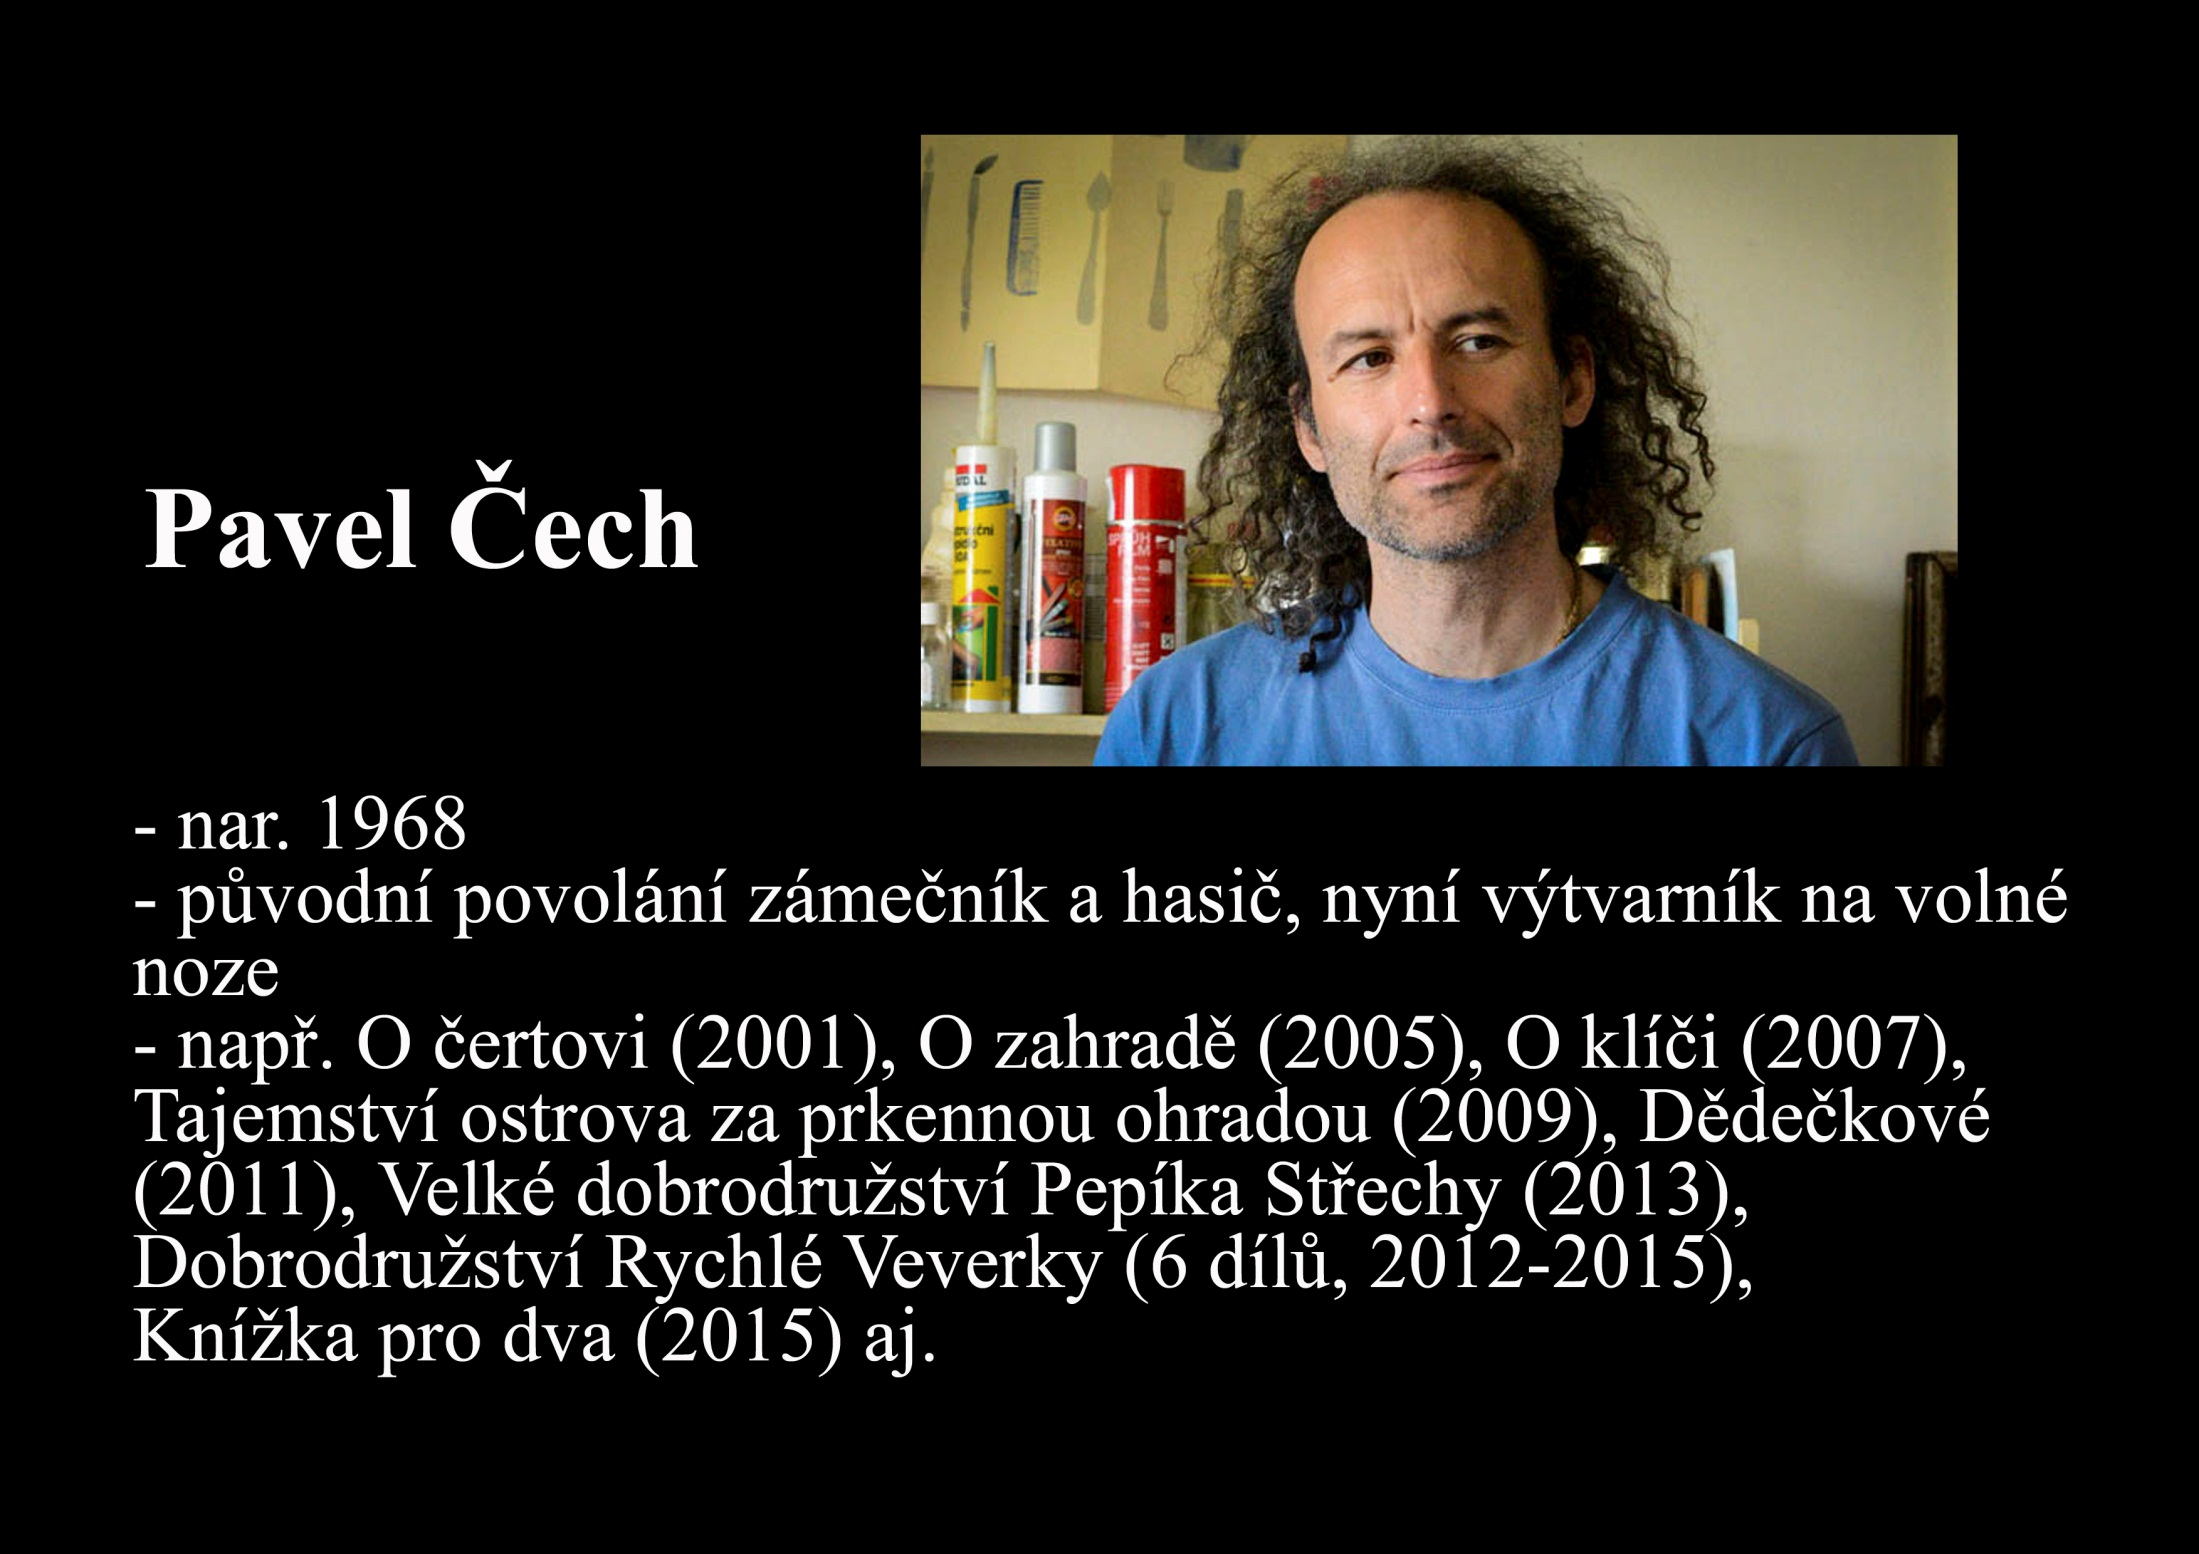 Pavel Čech
- nar. 1968
- původní povolání zámečník a hasič, nyní výtvarník na volné
noze
- např. O čertovi (2001), O zahradě (2005), O klíči (2007),
Tajemství ostrova za prkennou ohradou (2009), Dědečkové
(2011), Velké dobrodružství Pepíka Střechy (2013),
Dobrodružství Rychlé Veverky (6 dílů, 2012-2015),
Knížka pro dva (2015) aj.